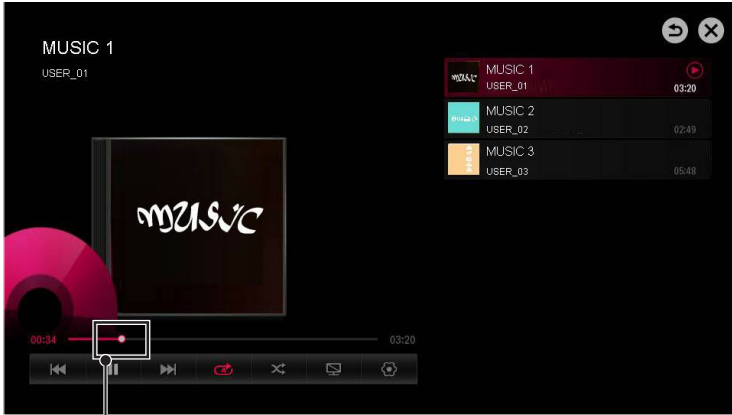 MUSIC 1
USER_01
MUSIC 1
USER_01
03:20
MUSIC 2
USER_02
02:49
MUSIC 3
USER_03
05:48
MUSIC
00:34
03:20
A